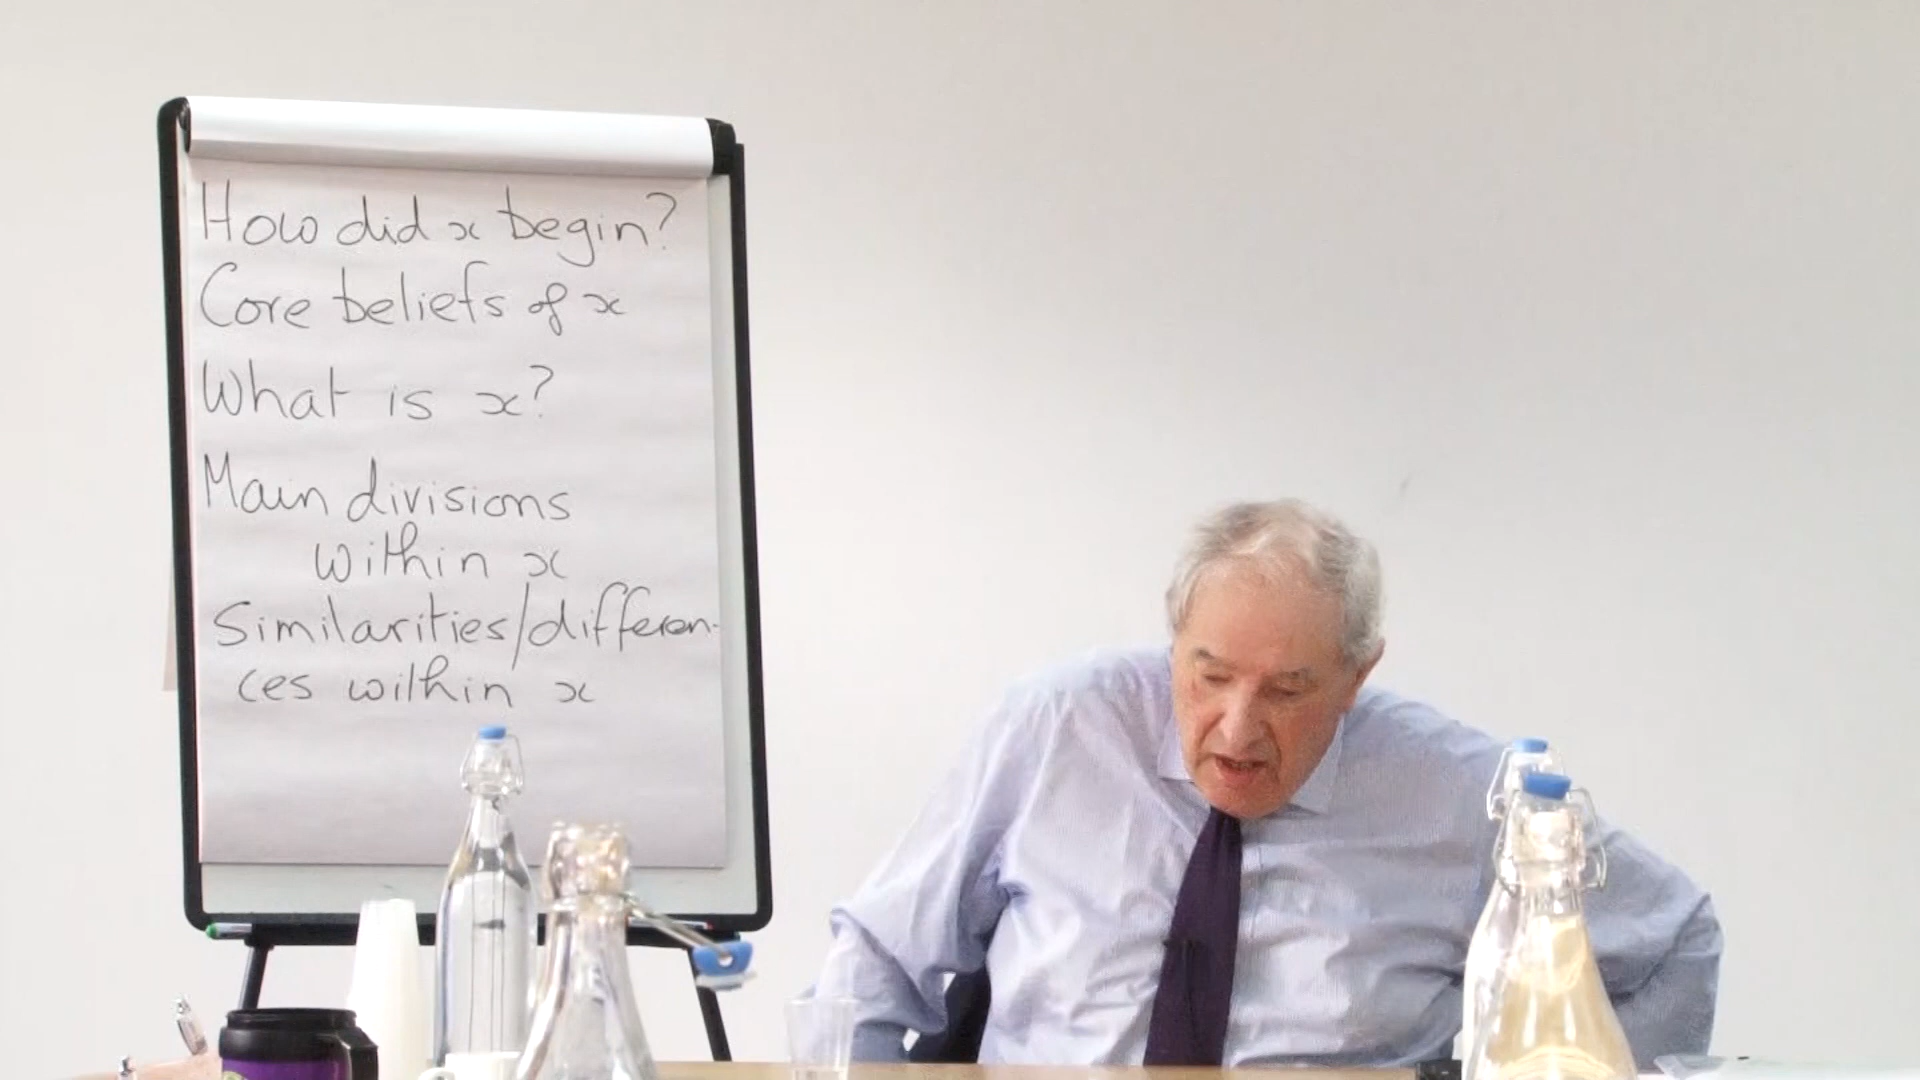 How did x begin?
Core beliefs of x
What is x?
Main divisions
within x
Similarities/differen-
ces within x